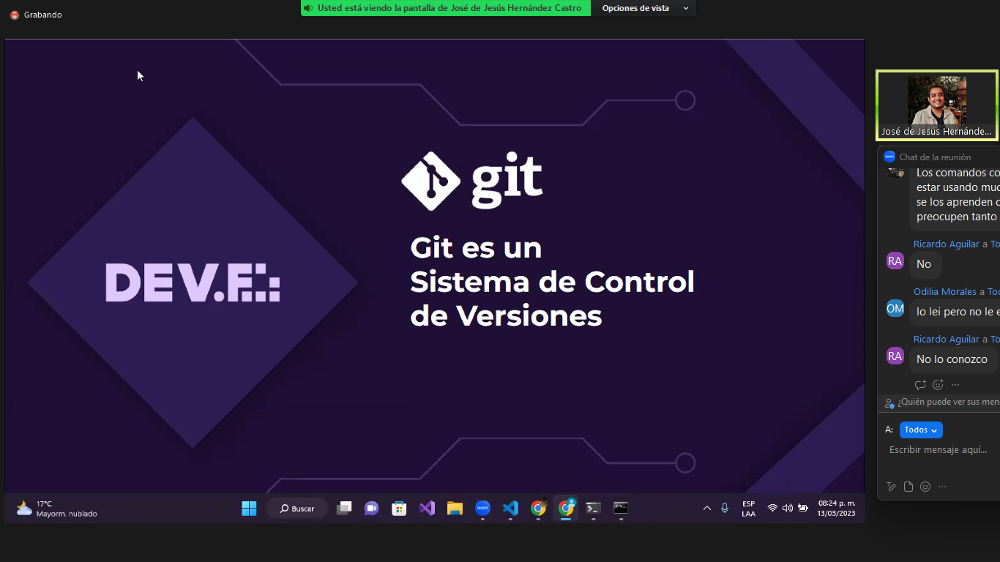 Grabando
Usted está viendo la pantalla de José de Jesús Hernández Castro
Opciones de vista
DEV.F.:
git
Git es un
Sistema de Control
de Versiones
José de Jesús Hernánde...
zoom
Chat de la reunión
Los comandos co
estar usando muc
se los aprenden c
preocupen tanto
Ricardo Aguilar a To
RA
No
Odilia Morales a Too
OM
lo lei pero no le e
Ricardo Aguilar a To
RA
No lo conozco
¿Quién puede ver sus mens
A:
Todos
Escribir mensaje aquí...
17°C
Mayorm. nublado
Buscar
zoom
ESP
LAA
08:24 p. m.
13/03/2023